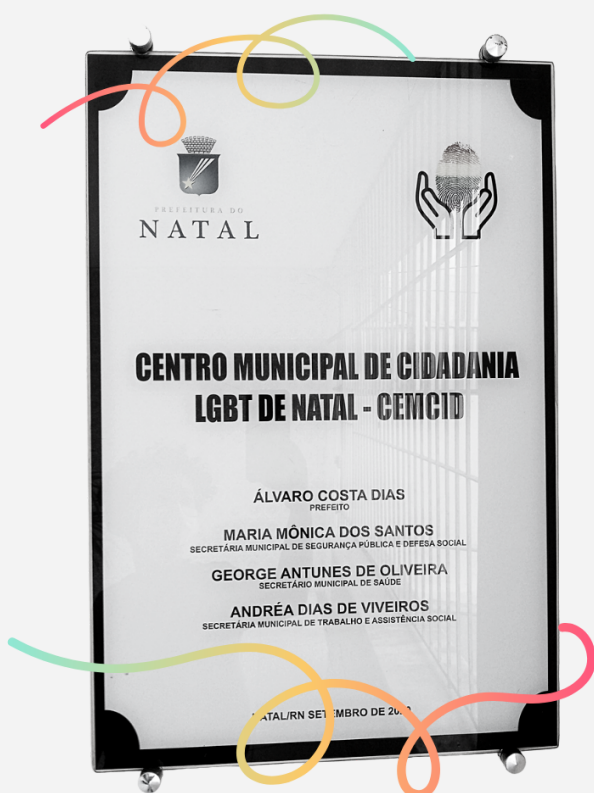 PREFEITURA DO
NATAL
CENTRO MUNICIPAL DE CIDADANIA
LGBT DE NATAL - CEMCID
ÁLVARO COSTA DIAS
PREFEITO
MARIA MÔNICA DOS SANTOS
SECRETÁRIA MUNICIPAL DE SEGURANÇA PÚBLICA E DEFESA SOCIAL
GEORGE ANTUNES DE OLIVEIRA
SECRETÁRIO MUNICIPAL DE SAÚDE
ANDRÉA DIAS DE VIVEIROS
SECRETÁRIA MUNICIPAL DE TRABALHO E ASSISTÊNCIA SOCIAL
NATAL/RN SETEMBRO DE